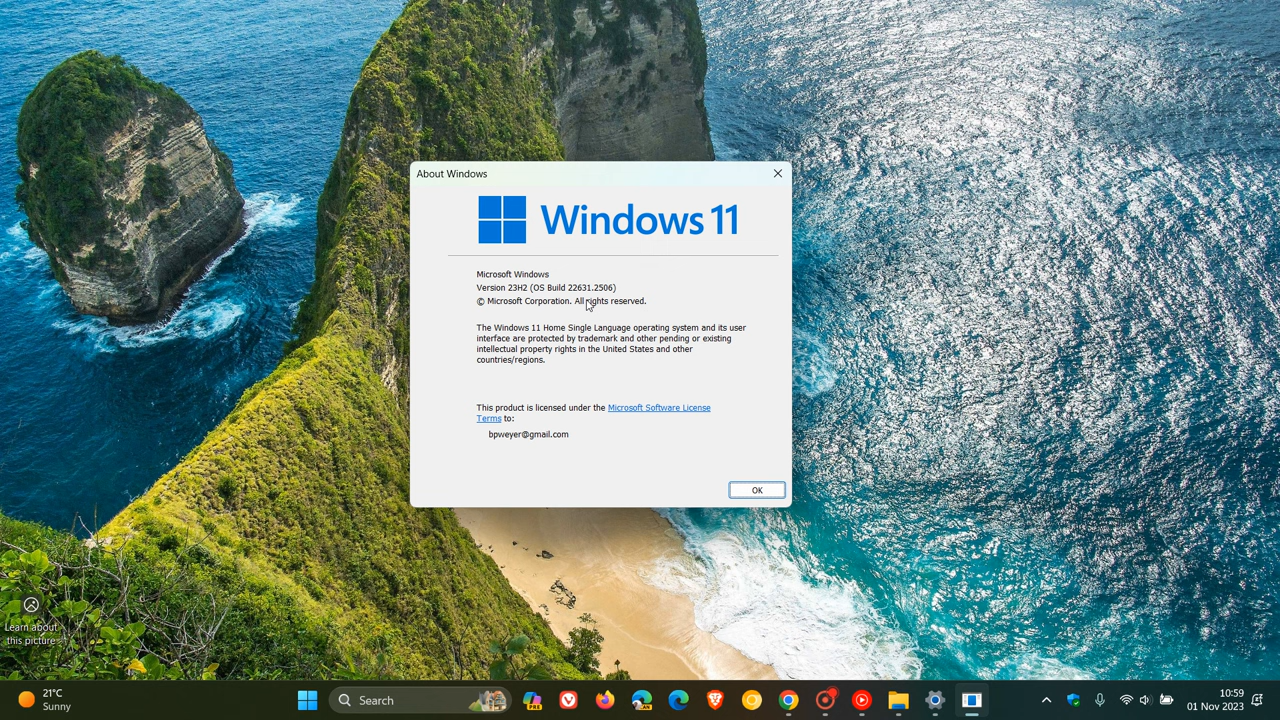 About Windows
Windows 11
Microsoft Windows
Version 23H2 (OS Build 22631.2506)
© Microsoft Corporation. All rights reserved.
The Windows 11 Home Single Language operating system and its user
interface are protected by trademark and other pending or existing
intellectual property rights in the United States and other
countries/regions.
This product is licensed under the Microsoft Software License
Terms to:
bpweyer@gmail.com
OK
Learn about
this picture
21°C
Sunny
Search
PRE
CAN
10:59
01 Nov 2023